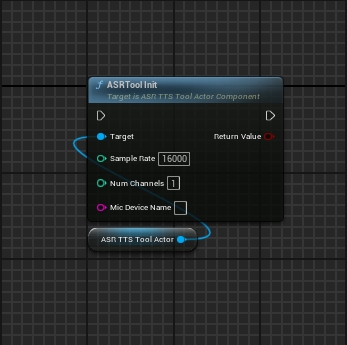 f ASRTool Init
Target is ASR TTS Tool Actor Component
Target
Return Value
Sample Rate 16000
Num Channels 1
Mic Device Name
ASR TTS Tool Actor